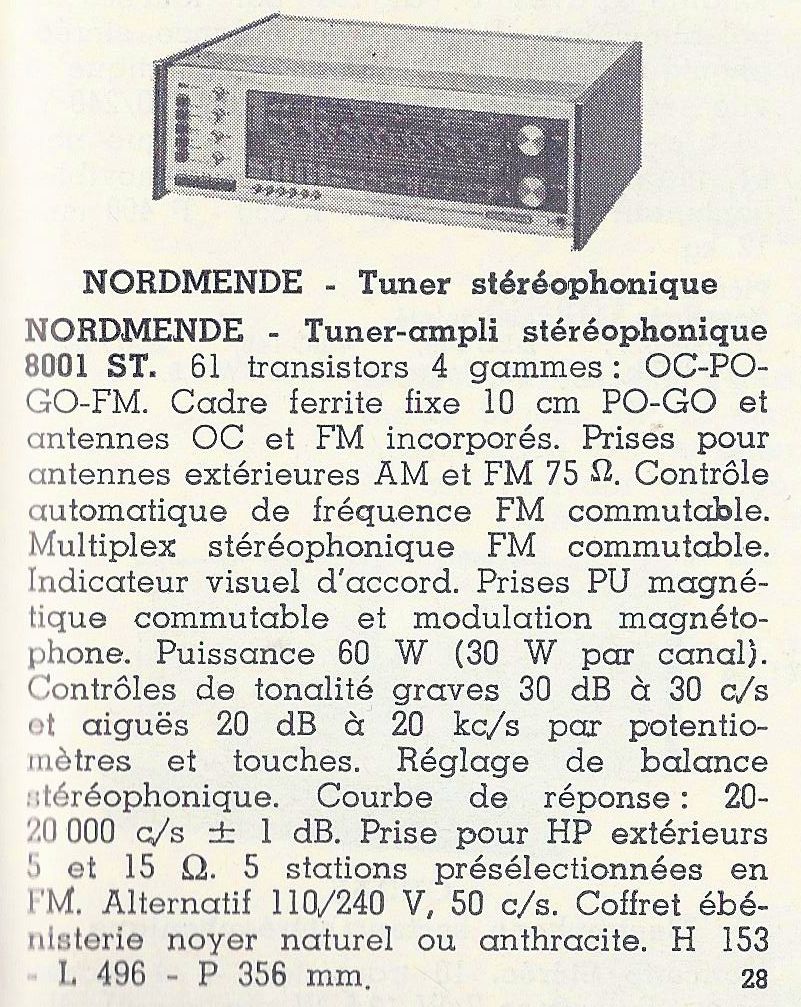 NORDMENDE - Tuner stéréophonique
NORDMENDE - Tuner-ampli stéréophonique
8001 ST. 61 transistors 4 gammes : OC-PO-
GO-FM. Cadre ferrite fixe 10 cm PO-GO et
antennes OC et FM incorporés. Prises pour
antennes extérieures AM et FM 75 Ω. Contrôle
automatique de fréquence FM commutable.
Multiplex stéréophonique FM commutable.
Indicateur visuel d'accord. Prises PU magné-
tique commutable et modulation magnéto-
phone. Puissance 60 W (30 W par canal).
Contrôles de tonalité graves 30 dB à 30 c/s
et aiguës 20 dB à 20 kc/s par potentio-
mètres et touches. Réglage de balance
stéréophonique. Courbe de réponse : 20-
20 000 c/s ± 1 dB. Prise pour HP extérieurs
5 et 15 Ω. 5 stations présélectionnées en
FM. Alternatif 110/240 V, 50 c/s. Coffret ébé-
nisterie noyer naturel ou anthracite. H 153
- L 496 - P 356 mm.
28